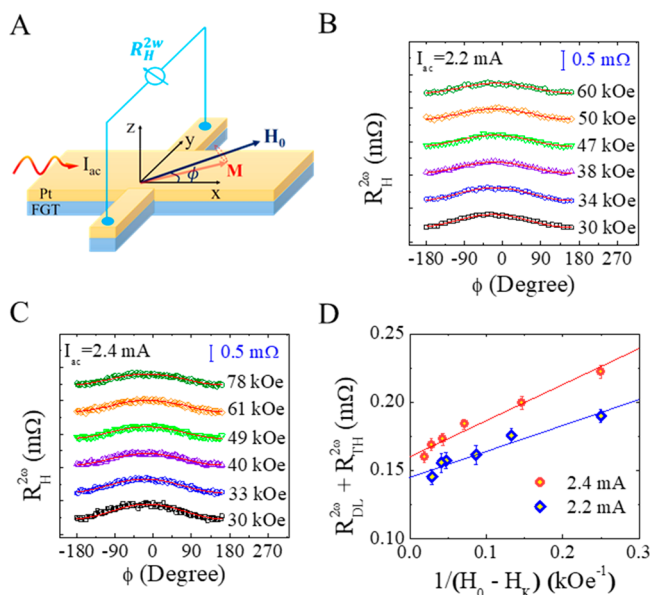 A
R_H^{2w}
z
y
H_0
I_ac
ϕ
M
x
Pt
FGT
B
I_ac=2.2 mA
0.5 mΩ
60 kOe
50 kOe
47 kOe
38 kOe
34 kOe
30 kOe
R_H^{2ω} (mΩ)
-180 -90 0 90 180 270
ϕ (Degree)
C
I_ac=2.4 mA
0.5 mΩ
78 kOe
61 kOe
49 kOe
40 kOe
33 kOe
30 kOe
R_H^{2ω} (mΩ)
-180 -90 0 90 180 270
ϕ (Degree)
D
0.25
0.20
0.15
0.10
R_DL^{2ω} + R_TH^{2ω} (mΩ)
2.4 mA
2.2 mA
0.0 0.1 0.2 0.3
1/(H_0 - H_K) (kOe^{-1})